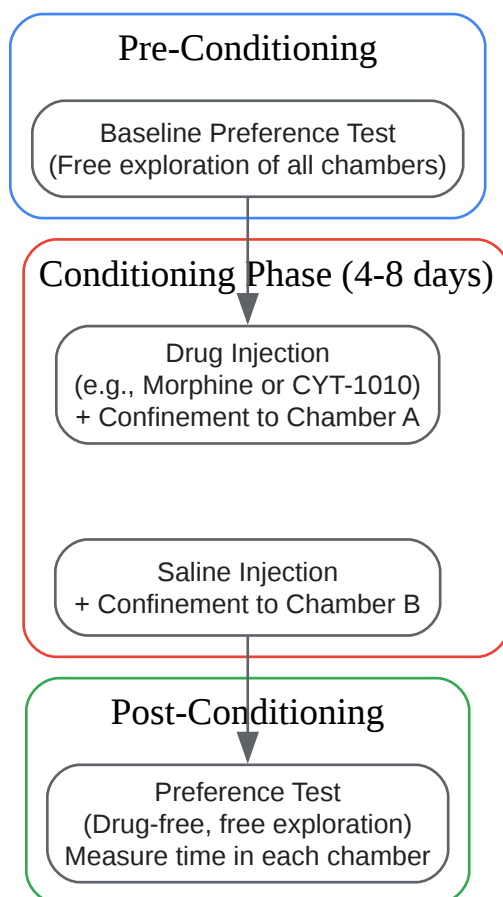 Pre-Conditioning
Baseline Preference Test
(Free exploration of all chambers)
Conditioning Phase (4-8 days)
Drug Injection
(e.g., Morphine or CYT-1010)
+ Confinement to Chamber A
Saline Injection
+ Confinement to Chamber B
Post-Conditioning
Preference Test
(Drug-free, free exploration)
Measure time in each chamber